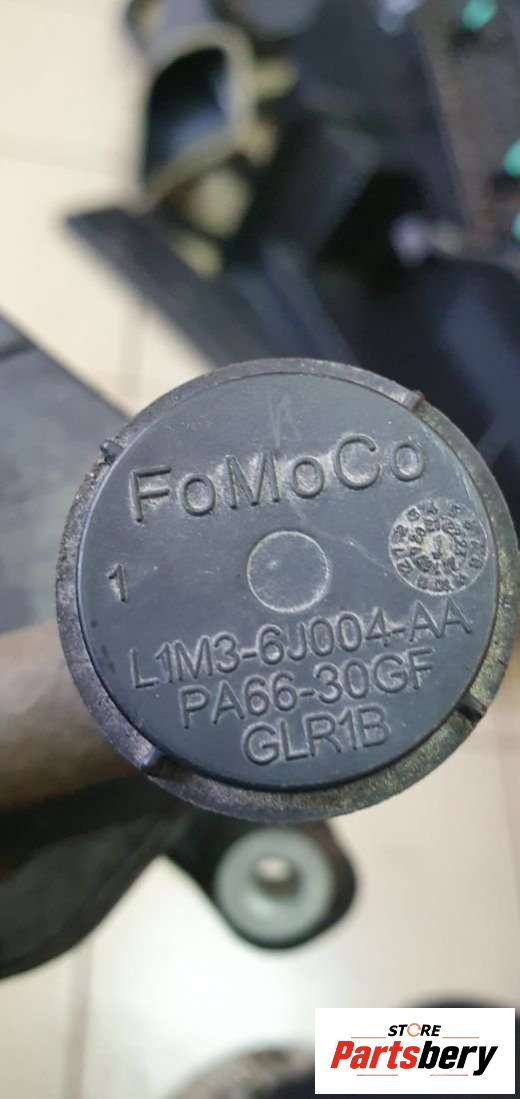 FoMoCo
1
L1M3-6J004-AA
PA66-30GF
GLR1B
STORE
Partsbery